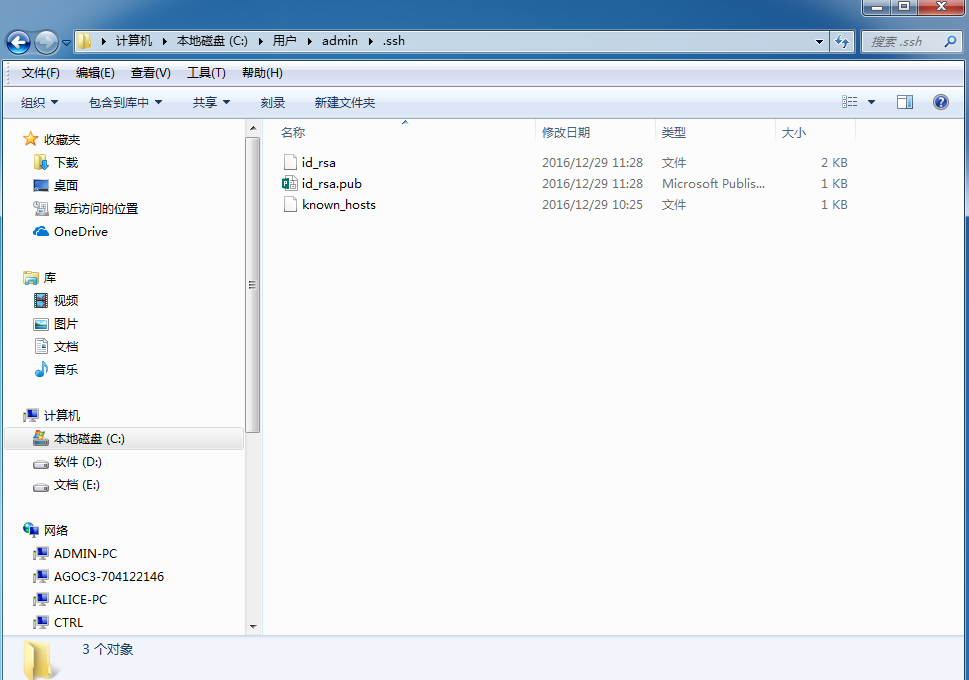 计算机 本地磁盘 (C:) 用户 admin .ssh 搜索 .ssh
文件(F) 编辑(E) 查看(V) 工具(T) 帮助(H)
组织 包含到库中 共享 刻录 新建文件夹
收藏夹
下载
桌面
最近访问的位置
OneDrive
库
视频
图片
文档
音乐
计算机
本地磁盘 (C:)
软件 (D:)
文档 (E:)
网络
ADMIN-PC
AGOC3-704122146
ALICE-PC
CTRL
名称 修改日期 类型 大小
id_rsa 2016/12/29 11:28 文件 2 KB
id_rsa.pub 2016/12/29 11:28 Microsoft Publis... 1 KB
known_hosts 2016/12/29 10:25 文件 1 KB
3 个对象